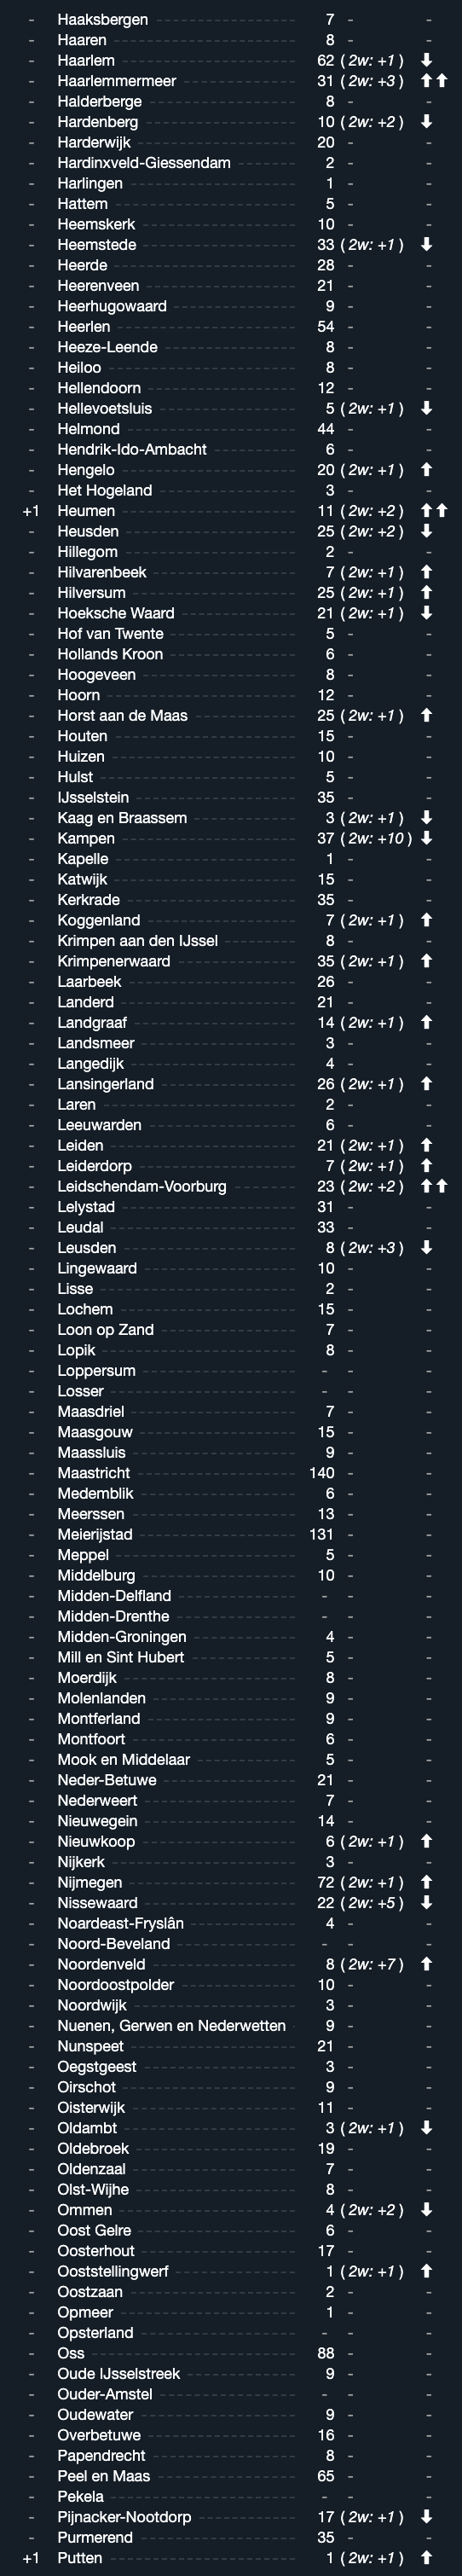 - Haaksbergen 7 - -
- Haaren 8 - -
- Haarlem 62 ( 2w: +1 ) ⬇
- Haarlemmermeer 31 ( 2w: +3 ) ⬆⬆
- Halderberge 8 - -
- Hardenberg 10 ( 2w: +2 ) ⬇
- Harderwijk 20 - -
- Hardinxveld-Giessendam 2 - -
- Harlingen 1 - -
- Hattem 5 - -
- Heemskerk 10 - -
- Heemstede 33 ( 2w: +1 ) ⬇
- Heerde 28 - -
- Heerenveen 21 - -
- Heerhugowaard 9 - -
- Heerlen 54 - -
- Heeze-Leende 8 - -
- Heiloo 8 - -
- Hellendoorn 12 - -
- Hellevoetsluis 5 ( 2w: +1 ) ⬇
- Helmond 44 - -
- Hendrik-Ido-Ambacht 6 - -
- Hengelo 20 ( 2w: +1 ) ⬆
- Het Hogeland 3 - -
+1 Heumen 11 ( 2w: +2 ) ⬆⬆
- Heusden 25 ( 2w: +2 ) ⬇
- Hillegom 2 - -
- Hilvarenbeek 7 ( 2w: +1 ) ⬆
- Hilversum 25 ( 2w: +1 ) ⬆
- Hoeksche Waard 21 ( 2w: +1 ) ⬇
- Hof van Twente 5 - -
- Hollands Kroon 6 - -
- Hoogeveen 8 - -
- Hoorn 12 - -
- Horst aan de Maas 25 ( 2w: +1 ) ⬆
- Houten 15 - -
- Huizen 10 - -
- Hulst 5 - -
- IJsselstein 35 - -
- Kaag en Braassem 3 ( 2w: +1 ) ⬇
- Kampen 37 ( 2w: +10 ) ⬇
- Kapelle 1 - -
- Katwijk 15 - -
- Kerkrade 35 - -
- Koggenland 7 ( 2w: +1 ) ⬆
- Krimpen aan den IJssel 8 - -
- Krimpenerwaard 35 ( 2w: +1 ) ⬆
- Laarbeek 26 - -
- Landerd 21 - -
- Landgraaf 14 ( 2w: +1 ) ⬆
- Landsmeer 3 - -
- Langedijk 4 - -
- Lansingerland 26 ( 2w: +1 ) ⬆
- Laren 2 - -
- Leeuwarden 6 - -
- Leiden 21 ( 2w: +1 ) ⬆
- Leiderdorp 7 ( 2w: +1 ) ⬆
- Leidschendam-Voorburg 23 ( 2w: +2 ) ⬆⬆
- Lelystad 31 - -
- Leudal 33 - -
- Leusden 8 ( 2w: +3 ) ⬇
- Lingewaard 10 - -
- Lisse 2 - -
- Lochem 15 - -
- Loon op Zand 7 - -
- Lopik 8 - -
- Loppersum - - -
- Losser - - -
- Maasdriel 7 - -
- Maasgouw 15 - -
- Maassluis 9 - -
- Maastricht 140 - -
- Medemblik 6 - -
- Meerssen 13 - -
- Meierijstad 131 - -
- Meppel 5 - -
- Middelburg 10 - -
- Midden-Delfland - - -
- Midden-Drenthe - - -
- Midden-Groningen 4 - -
- Mill en Sint Hubert 5 - -
- Moerdijk 8 - -
- Molenlanden 9 - -
- Montferland 9 - -
- Montfoort 6 - -
- Mook en Middelaar 5 - -
- Neder-Betuwe 21 - -
- Nederweert 7 - -
- Nieuwegein 14 - -
- Nieuwkoop 6 ( 2w: +1 ) ⬆
- Nijkerk 3 - -
- Nijmegen 72 ( 2w: +1 ) ⬆
- Nissewaard 22 ( 2w: +5 ) ⬇
- Noardeast-Fryslân 4 - -
- Noord-Beveland - - -
- Noordenveld 8 ( 2w: +7 ) ⬆
- Noordoostpolder 10 - -
- Noordwijk 3 - -
- Nuenen, Gerwen en Nederwetten 9 - -
- Nunspeet 21 - -
- Oegstgeest 3 - -
- Oirschot 9 - -
- Oisterwijk 11 - -
- Oldambt 3 ( 2w: +1 ) ⬇
- Oldebroek 19 - -
- Oldenzaal 7 - -
- Olst-Wijhe 8 - -
- Ommen 4 ( 2w: +2 ) ⬇
- Oost Gelre 6 - -
- Oosterhout 17 - -
- Ooststellingwerf 1 ( 2w: +1 ) ⬆
- Oostzaan 2 - -
- Opmeer 1 - -
- Opsterland - - -
- Oss 88 - -
- Oude IJsselstreek 9 - -
- Ouder-Amstel - - -
- Oudewater 9 - -
- Overbetuwe 16 - -
- Papendrecht 8 - -
- Peel en Maas 65 - -
- Pekela - - -
- Pijnacker-Nootdorp 17 ( 2w: +1 ) ⬇
- Purmerend 35 - -
+1 Putten 1 ( 2w: +1 ) ⬆